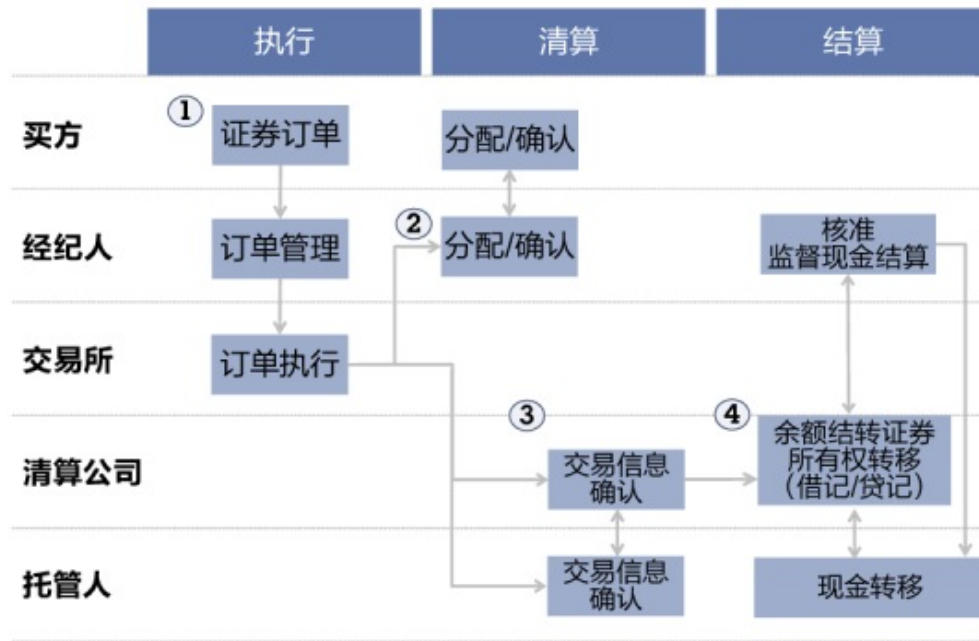 执行
清算
结算
买方
①
证券订单
分配/确认
经纪人
订单管理
②
分配/确认
核准
监督现金结算
交易所
订单执行
③
④
清算公司
交易信息
确认
余额结转证券
所有权转移
（借记/贷记）
托管人
交易信息
确认
现金转移